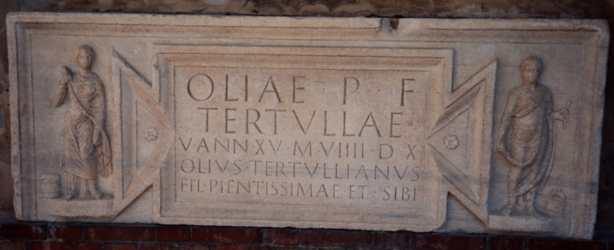 OLIAE · P · F
TERTVLLAE
V ANN · XV · M · VIIII · D · X
OLIVS · TERTVLLIANVS
FIL · PIENTISSIMAE · ET · SIBI